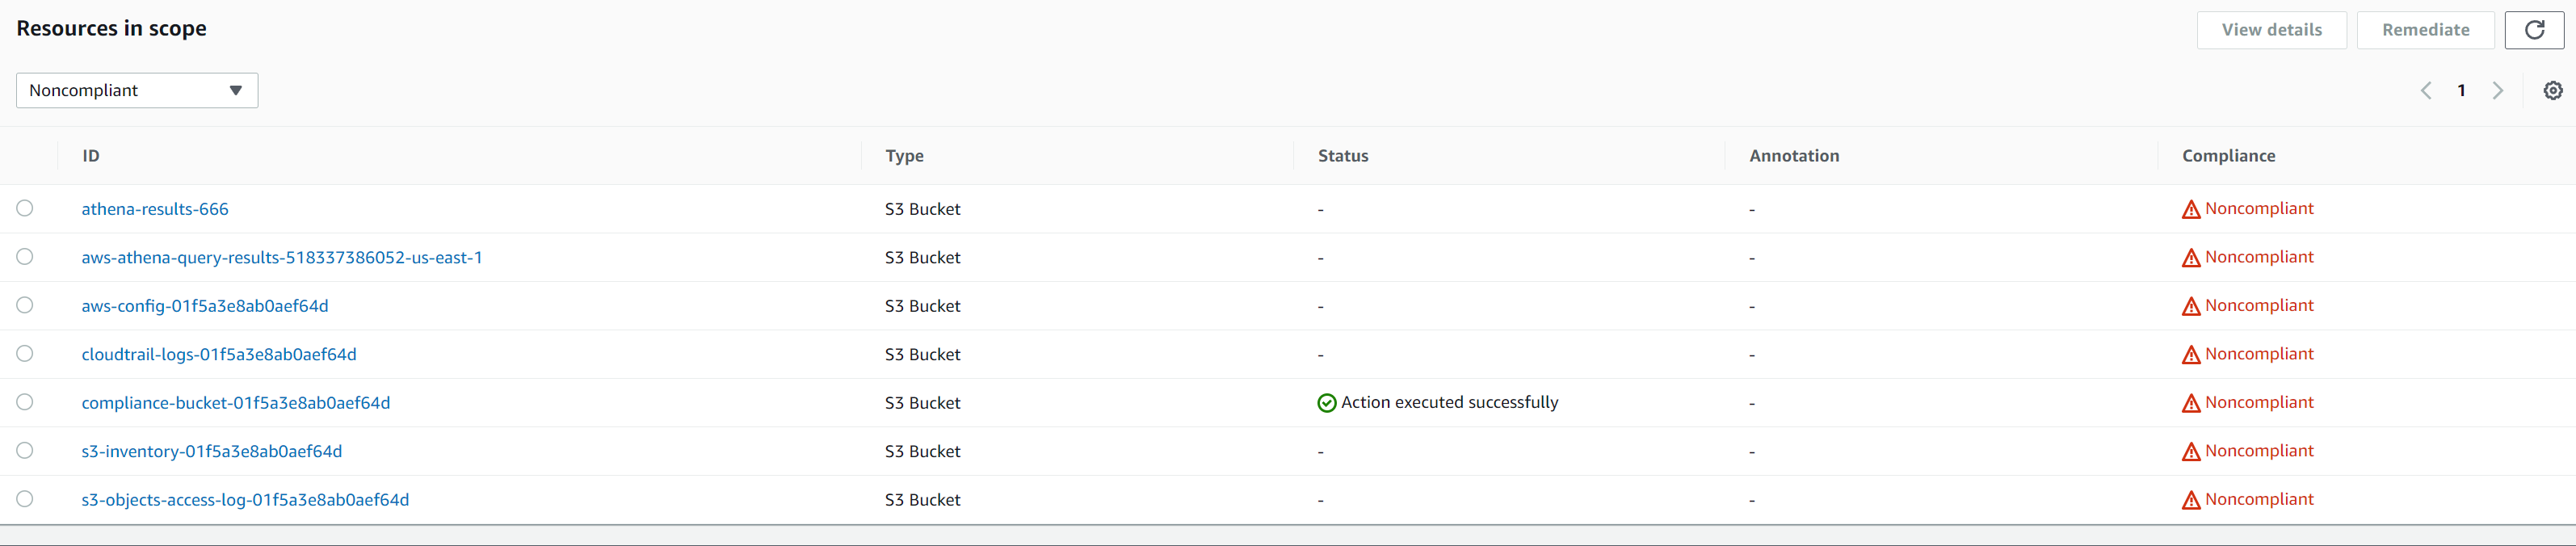 Resources in scope
View details
Remediate
Noncompliant
1
ID Type Status Annotation Compliance
athena-results-666 S3 Bucket - - Noncompliant
aws-athena-query-results-518337386052-us-east-1 S3 Bucket - - Noncompliant
aws-config-01f5a3e8ab0aef64d S3 Bucket - - Noncompliant
cloudtrail-logs-01f5a3e8ab0aef64d S3 Bucket - - Noncompliant
compliance-bucket-01f5a3e8ab0aef64d S3 Bucket Action executed successfully - Noncompliant
s3-inventory-01f5a3e8ab0aef64d S3 Bucket - - Noncompliant
s3-objects-access-log-01f5a3e8ab0aef64d S3 Bucket - - Noncompliant